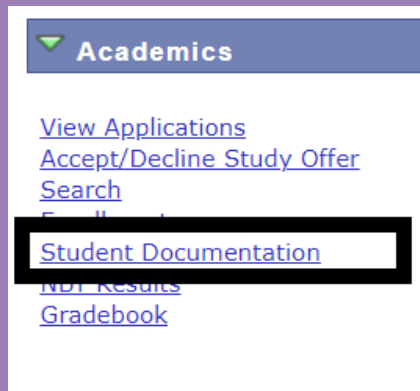 Academics
View Applications
Accept/Decline Study Offer
Search
Student Documentation
NBT Results
Gradebook